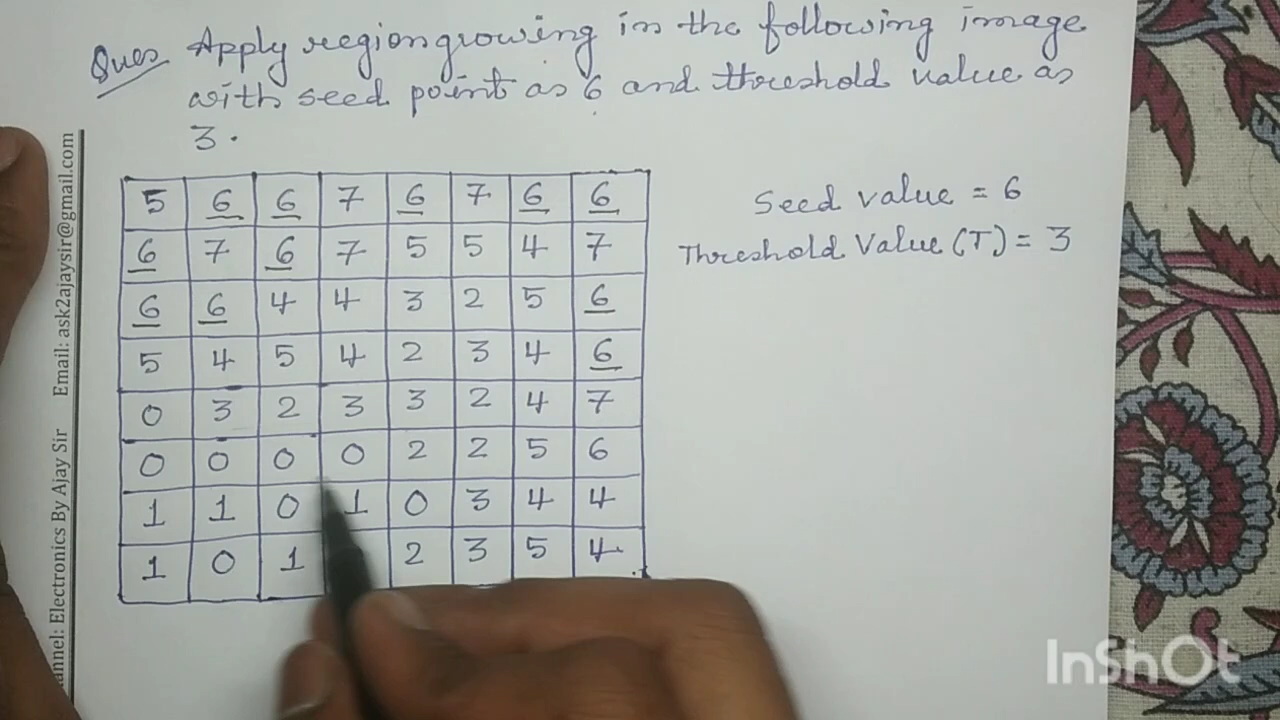 Ques Apply region growing in the following image
with seed point as 6 and threshold value as
3.
5 6 6 7 6 7 6 6
6 7 6 7 5 5 4 7
6 6 4 4 3 2 5 6
5 4 5 4 2 3 4 6
0 3 2 3 3 2 4 7
0 0 0 0 2 2 5 6
1 1 0 1 0 3 4 4
1 0 1 2 3 5 4
Seed value = 6
Threshold Value (T) = 3
annel: Electronics By Ajay Sir Email: ask2ajaysir@gmail.com
InShOt